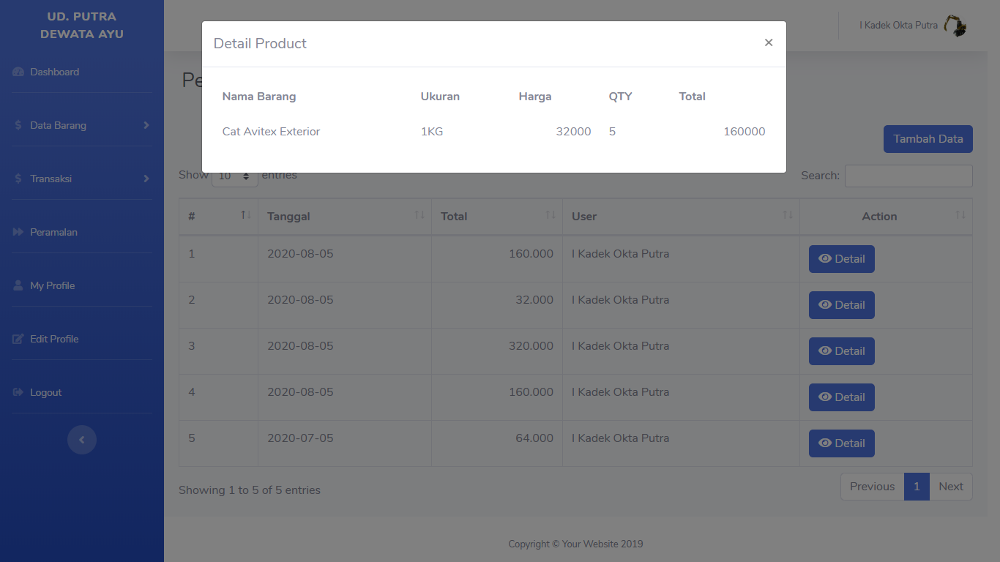 UD. PUTRA
DEWATA AYU
Dashboard
$ Data Barang
$ Transaksi
Peramalan
My Profile
Edit Profile
Logout
I Kadek Okta Putra
Detail Product ×
Nama Barang Ukuran Harga QTY Total
Cat Avitex Exterior 1KG 32000 5 160000
Pe
Tambah Data
Show 10 entries Search:
# Tanggal Total User Action
1 2020-08-05 160.000 I Kadek Okta Putra Detail
2 2020-08-05 32.000 I Kadek Okta Putra Detail
3 2020-08-05 320.000 I Kadek Okta Putra Detail
4 2020-08-05 160.000 I Kadek Okta Putra Detail
5 2020-07-05 64.000 I Kadek Okta Putra Detail
Showing 1 to 5 of 5 entries Previous 1 Next
Copyright © Your Website 2019